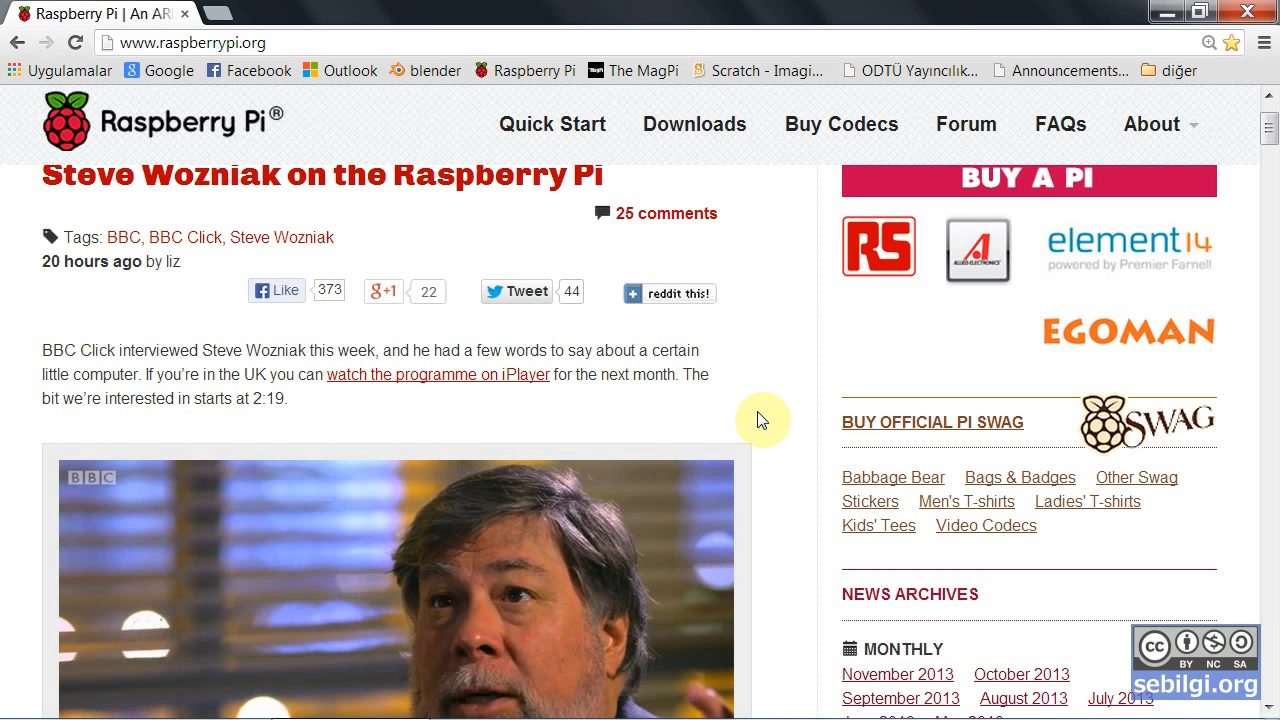 Raspberry Pi | An AR
www.raspberrypi.org
Uygulamalar Google Facebook Outlook blender Raspberry Pi The MagPi Scratch - Imagi... ODTÜ Yayıncılık... Announcements... diğer
Raspberry Pi®
Quick Start Downloads Buy Codecs Forum FAQs About
Steve Wozniak on the Raspberry Pi
25 comments
Tags: BBC, BBC Click, Steve Wozniak
20 hours ago by liz
Like 373 g+1 22 Tweet 44 reddit this!
BBC Click interviewed Steve Wozniak this week, and he had a few words to say about a certain
little computer. If you’re in the UK you can watch the programme on iPlayer for the next month. The
bit we’re interested in starts at 2:19.
BBC
BUY A PI
RS
ALLIED ELECTRONICS
element14
powered by Premier Farnell
EGOMAN
BUY OFFICIAL PI SWAG
SWAG
Babbage Bear Bags & Badges Other Swag
Stickers Men's T-shirts Ladies' T-shirts
Kids' Tees Video Codecs
NEWS ARCHIVES
MONTHLY
November 2013 October 2013
September 2013 August 2013 July 2013
cc BY NC SA
sebilgi.org